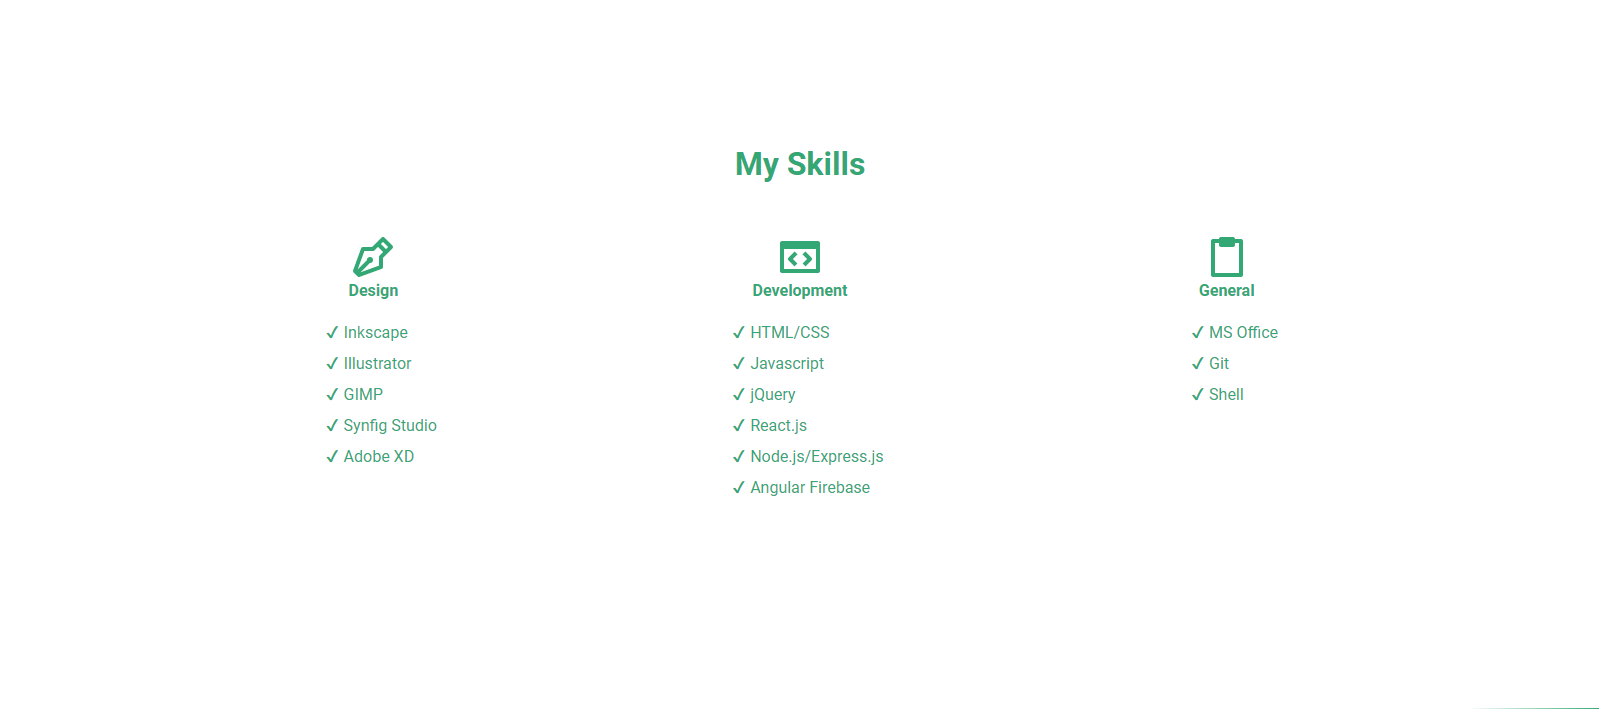 My Skills
Design
✓ Inkscape
✓ Illustrator
✓ GIMP
✓ Synfig Studio
✓ Adobe XD
Development
✓ HTML/CSS
✓ Javascript
✓ jQuery
✓ React.js
✓ Node.js/Express.js
✓ Angular Firebase
General
✓ MS Office
✓ Git
✓ Shell